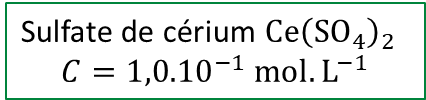 Sulfate de cérium Ce(SO₄)₂
C = 1,0.10⁻¹ mol. L⁻¹